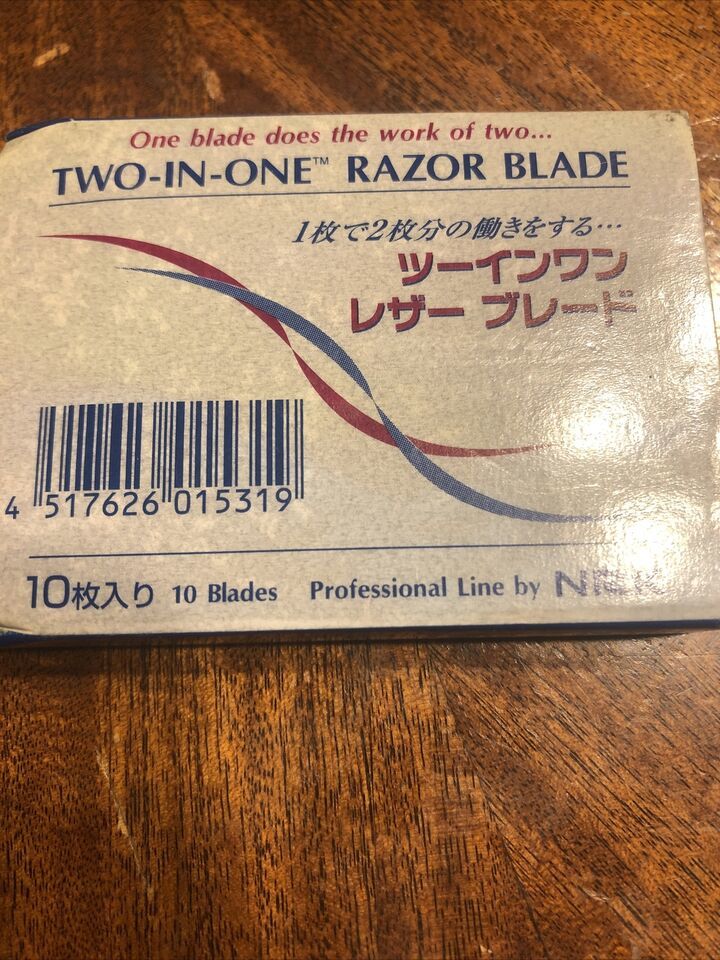 One blade does the work of two...
TWO-IN-ONE™ RAZOR BLADE
1枚で2枚分の働きをする…
ツーインワン
レザー ブレード
4 517626 015319
10枚入り 10 Blades Professional Line by